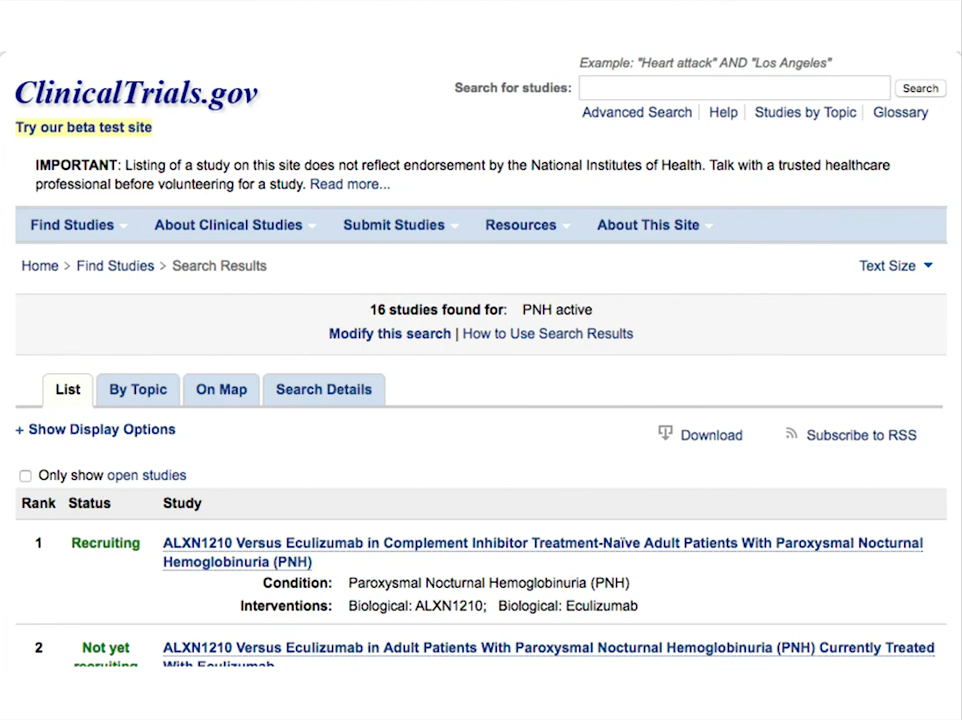 Example: "Heart attack" AND "Los Angeles"
ClinicalTrials.gov
Search for studies:
Search
Try our beta test site
Advanced Search | Help | Studies by Topic | Glossary
IMPORTANT: Listing of a study on this site does not reflect endorsement by the National Institutes of Health. Talk with a trusted healthcare
professional before volunteering for a study. Read more...
Find Studies About Clinical Studies Submit Studies Resources About This Site
Home > Find Studies > Search Results
Text Size
16 studies found for: PNH active
Modify this search | How to Use Search Results
List By Topic On Map Search Details
+ Show Display Options
Download Subscribe to RSS
Only show open studies
Rank Status Study
1 Recruiting ALXN1210 Versus Eculizumab in Complement Inhibitor Treatment-Naïve Adult Patients With Paroxysmal Nocturnal
Hemoglobinuria (PNH)
Condition: Paroxysmal Nocturnal Hemoglobinuria (PNH)
Interventions: Biological: ALXN1210; Biological: Eculizumab
2 Not yet ALXN1210 Versus Eculizumab in Adult Patients With Paroxysmal Nocturnal Hemoglobinuria (PNH) Currently Treated
recruiting With Eculizumab